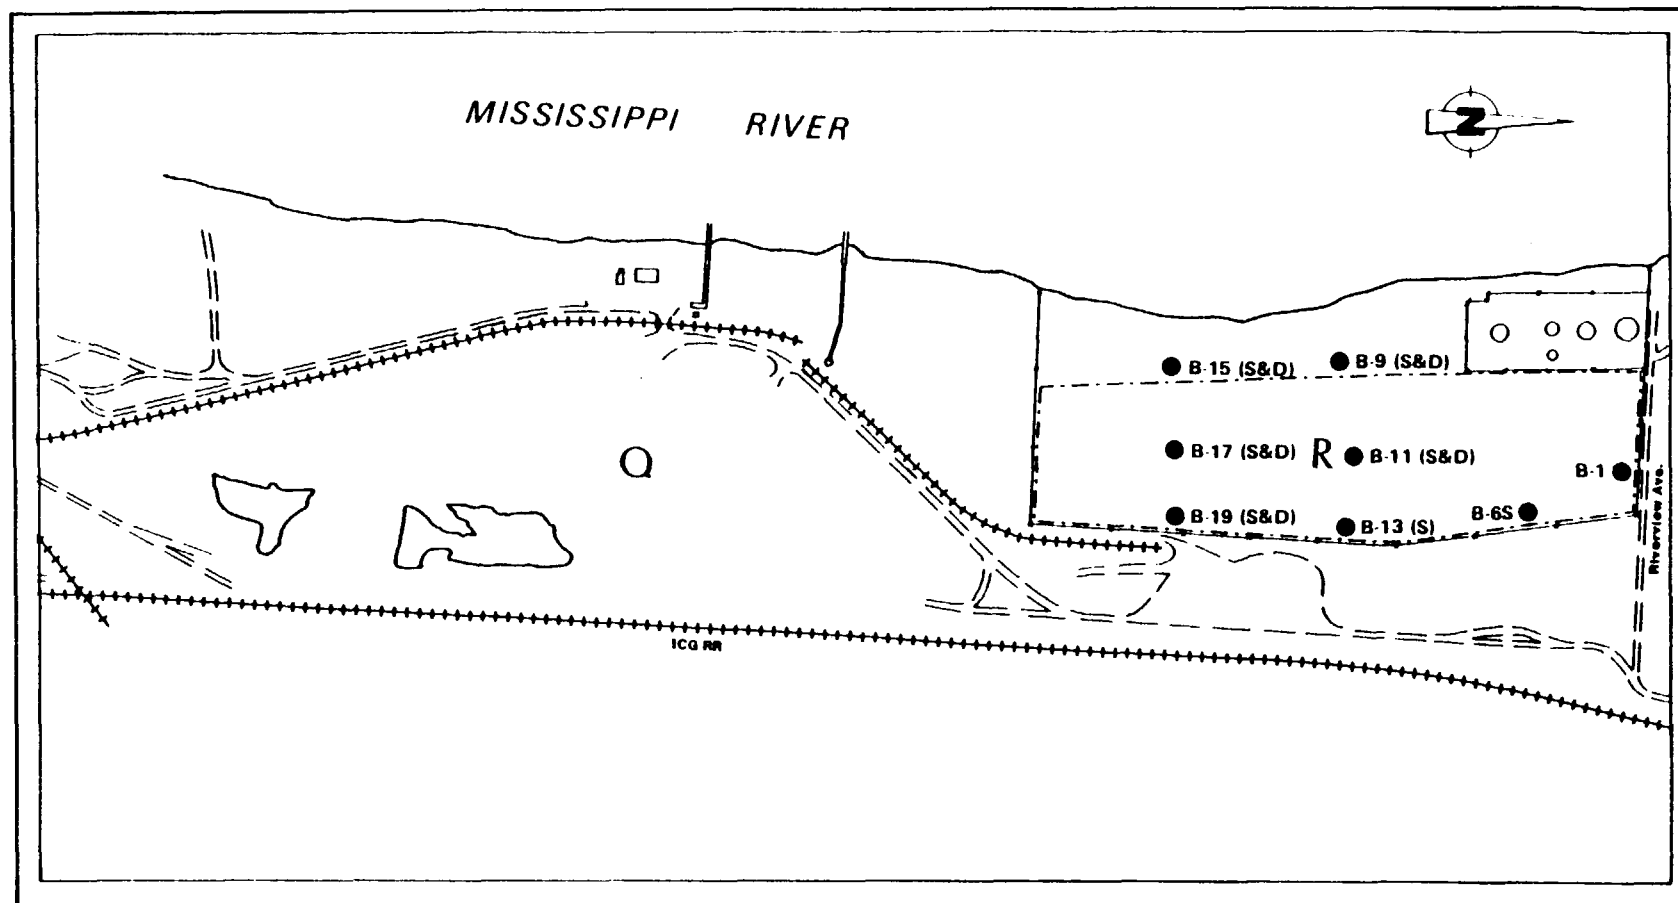 MISSISSIPPI RIVER
N
B-15 (S&D)
B-9 (S&D)
Q
B-17 (S&D)
R
B-11 (S&D)
B-1
B-19 (S&D)
B-13 (S)
B-6S
Riverview Ave.
ICG RR